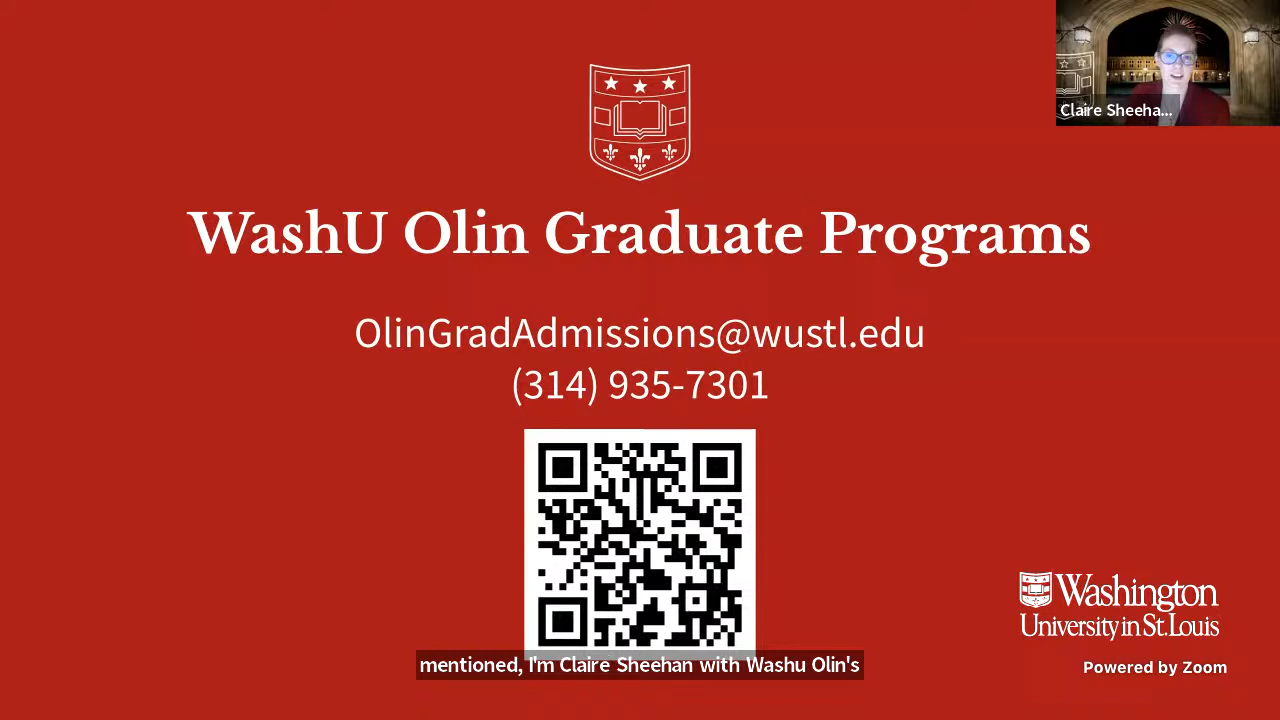 Claire Sheeha...
WashU Olin Graduate Programs
OlinGradAdmissions@wustl.edu
(314) 935-7301
Washington
University in St. Louis
mentioned, I'm Claire Sheehan with Washu Olin's
Powered by Zoom